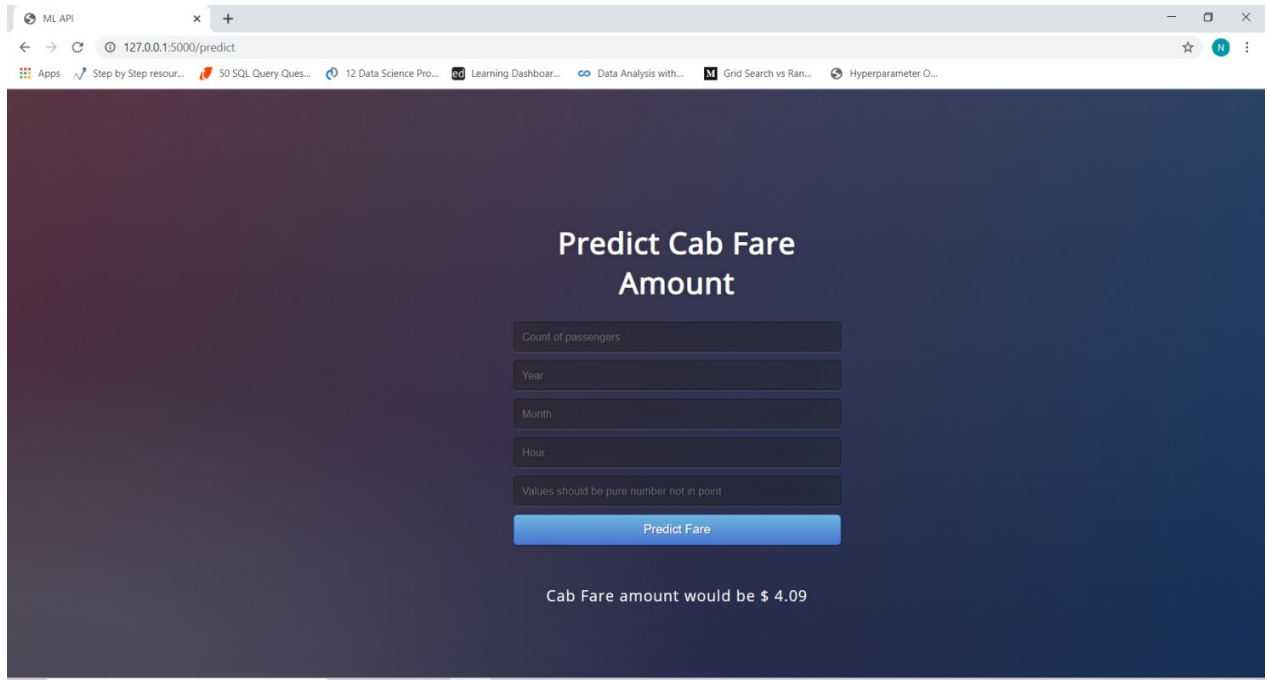 ML API
127.0.0.1:5000/predict
N
Apps Step by Step resour... 50 SQL Query Ques... 12 Data Science Pro... ed Learning Dashboar... Data Analysis with... M Grid Search vs Ran... Hyperparameter O...
Predict Cab Fare
Amount
Count of passengers
Year
Month
Hour
Values should be pure number not in point
Predict Fare
Cab Fare amount would be $ 4.09